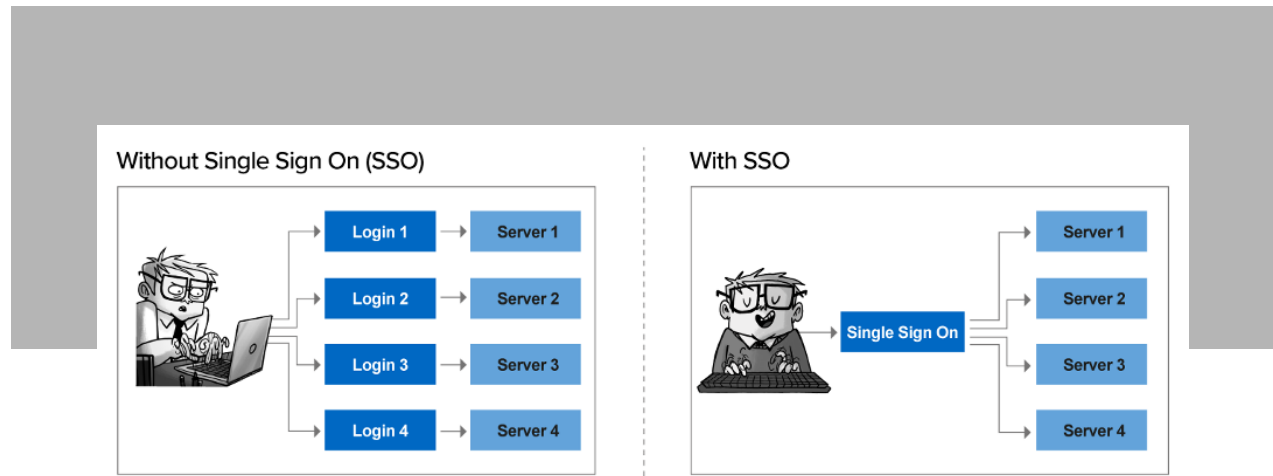 Without Single Sign On (SSO)
Login 1
Server 1
Login 2
Server 2
Login 3
Server 3
Login 4
Server 4
With SSO
Single Sign On
Server 1
Server 2
Server 3
Server 4